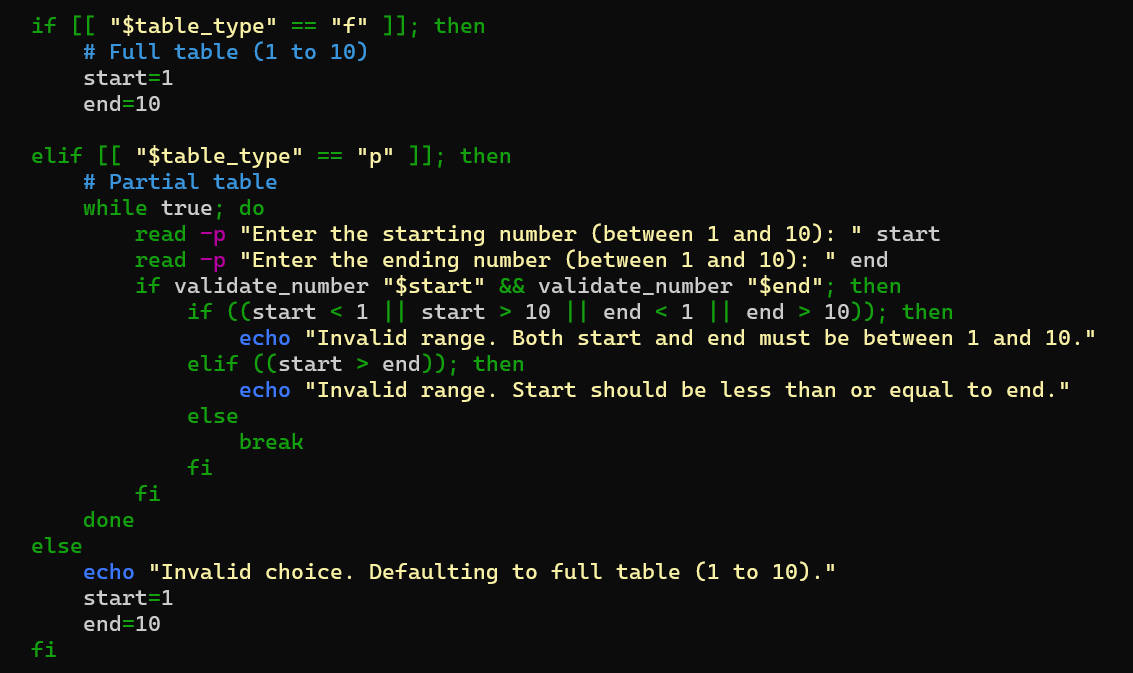 if [[ "$table_type" == "f" ]]; then
    # Full table (1 to 10)
    start=1
    end=10

elif [[ "$table_type" == "p" ]]; then
    # Partial table
    while true; do
        read -p "Enter the starting number (between 1 and 10): " start
        read -p "Enter the ending number (between 1 and 10): " end
        if validate_number "$start" && validate_number "$end"; then
            if ((start < 1 || start > 10 || end < 1 || end > 10)); then
                echo "Invalid range. Both start and end must be between 1 and 10."
            elif ((start > end)); then
                echo "Invalid range. Start should be less than or equal to end."
            else
                break
            fi
        fi
    done
else
    echo "Invalid choice. Defaulting to full table (1 to 10)."
    start=1
    end=10
fi